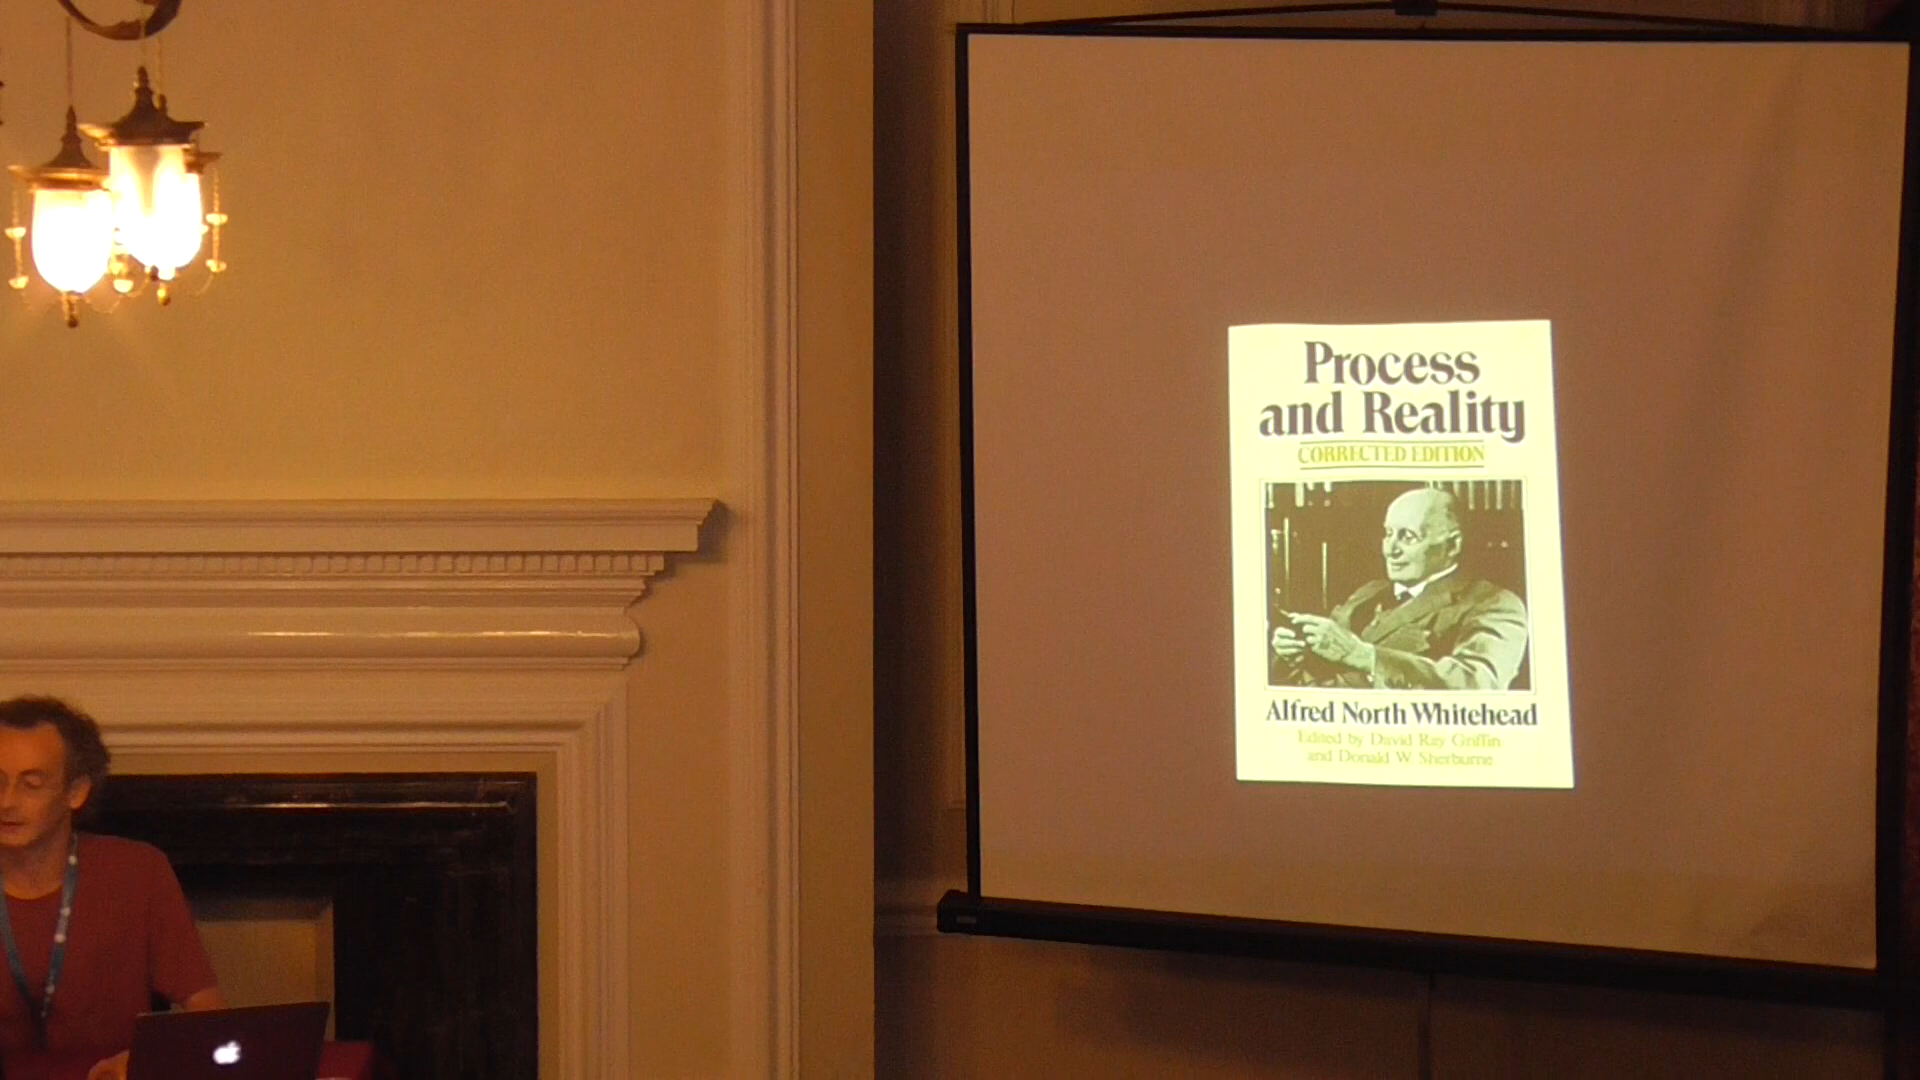 Process
and Reality
CORRECTED EDITION
Alfred North Whitehead
Edited by David Ray Griffin
and Donald W Sherburne